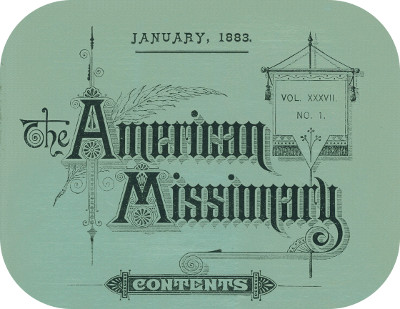 JANUARY, 1883.
VOL. XXXVII.
NO. 1.
The American
Missionary
CONTENTS